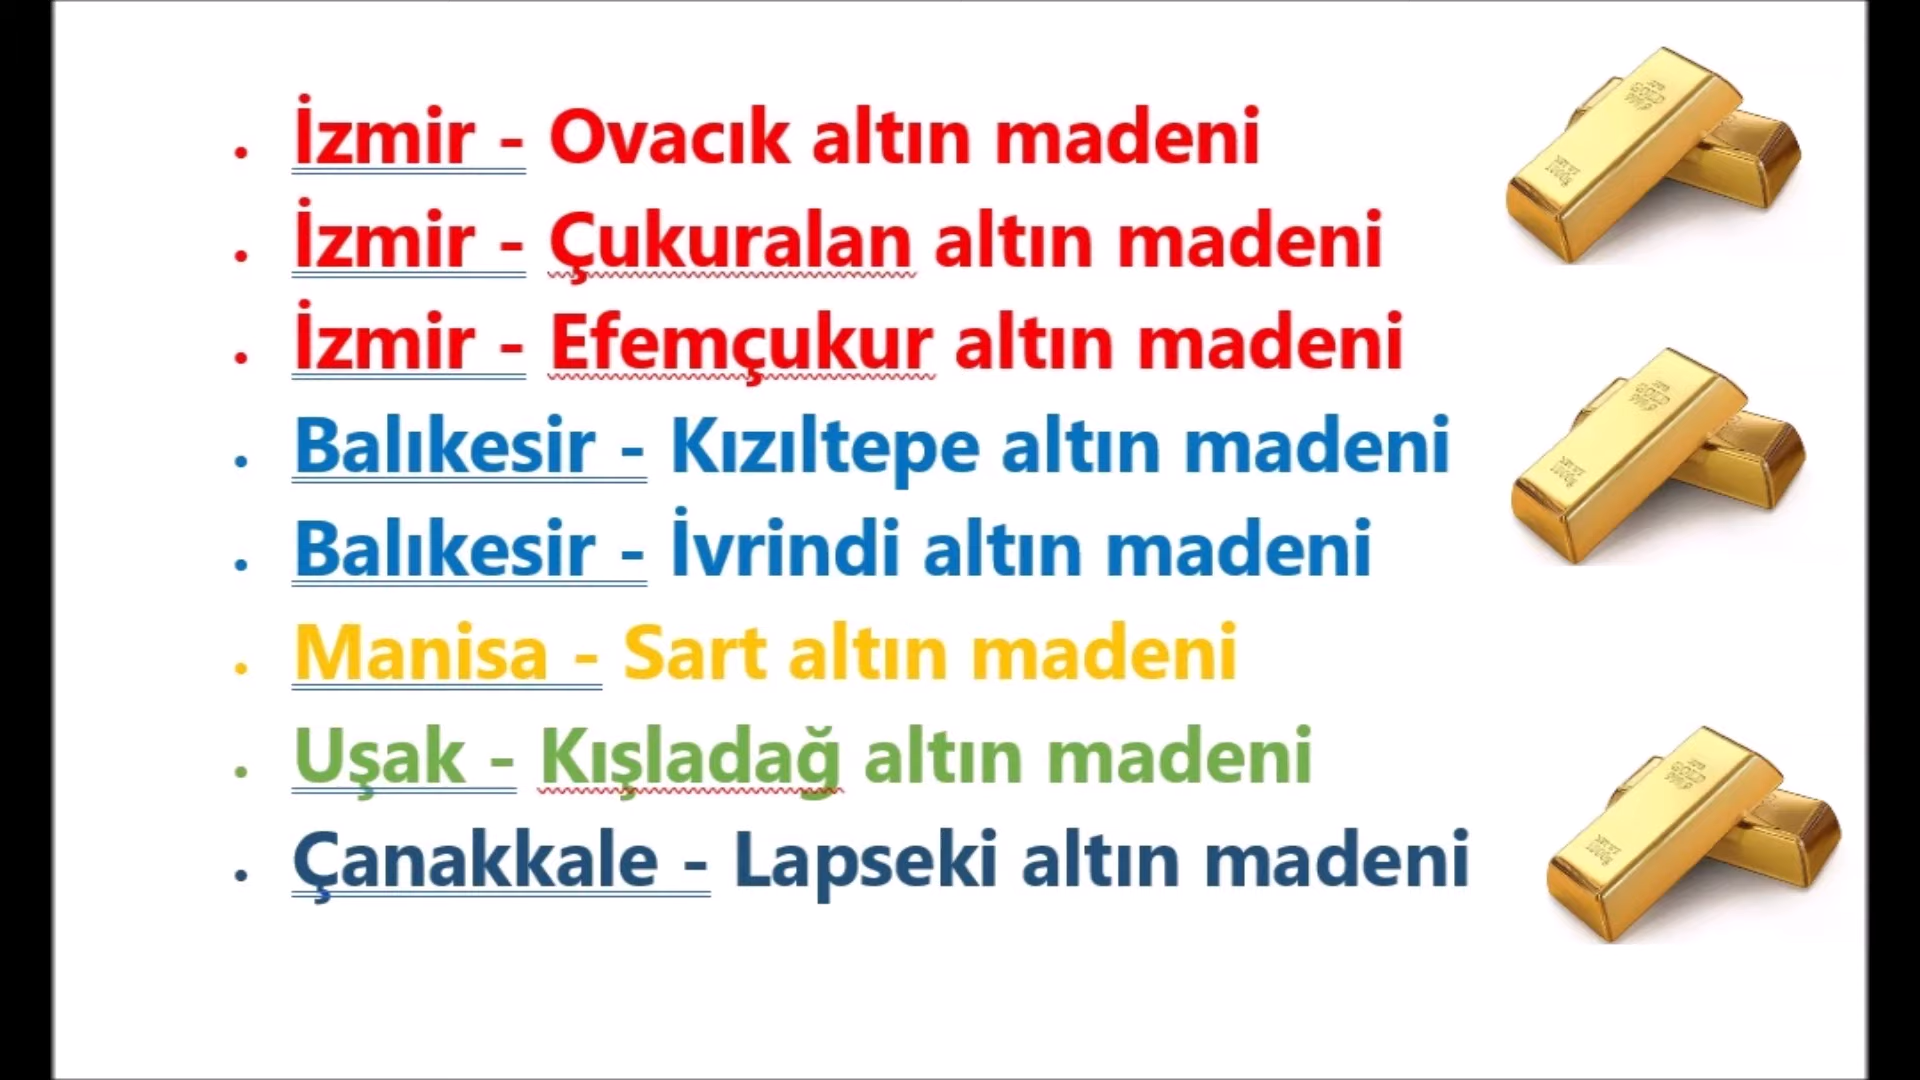 İzmir - Ovacık altın madeni
İzmir - Çukuralan altın madeni
İzmir - Efemçukur altın madeni
Balıkesir - Kızıltepe altın madeni
Balıkesir - İvrindi altın madeni
Manisa - Sart altın madeni
Uşak - Kışladağ altın madeni
Çanakkale - Lapseki altın madeni